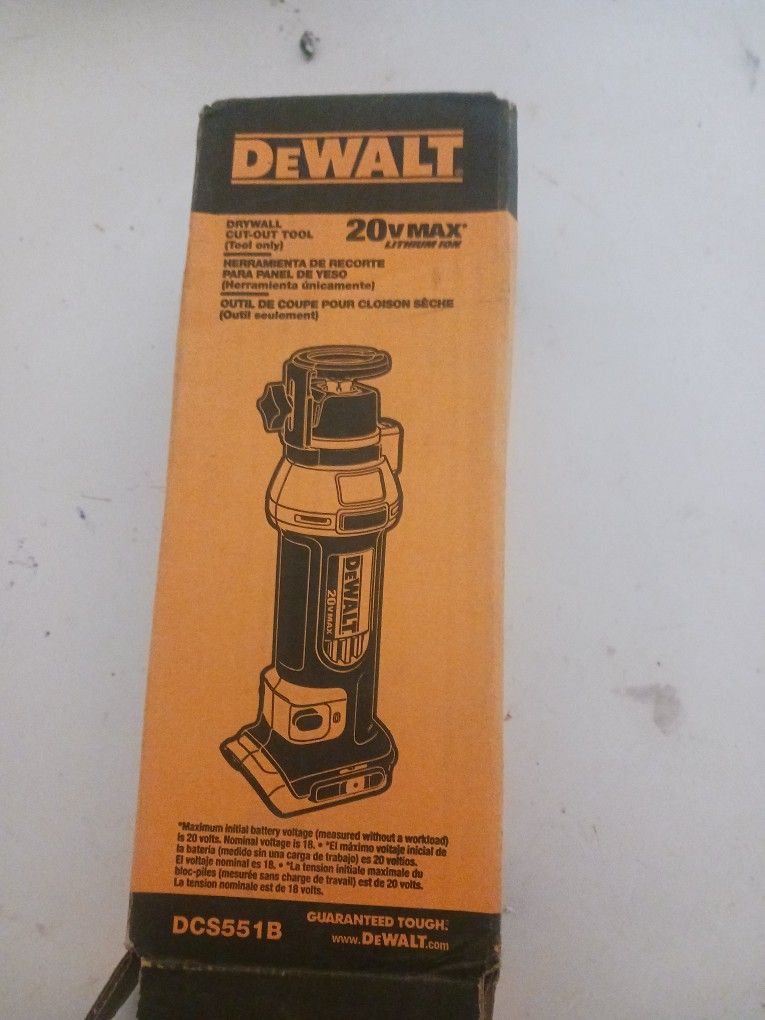 DEWALT
DRYWALL
CUT-OUT TOOL
(Tool only)
20V MAX*
LITHIUM ION
HERRAMIENTA DE RECORTE
PARA PANEL DE YESO
(Herramienta únicamente)
OUTIL DE COUPE POUR CLOISON SÈCHE
(Outil seulement)
DEWALT
20V MAX
*Maximum initial battery voltage (measured without a workload)
is 20 volts. Nominal voltage is 18. • *El máximo voltaje inicial de
la batería (medido sin una carga de trabajo) es 20 voltios.
El voltaje nominal es 18. • *La tension initiale maximale du
bloc-piles (mesurée sans charge de travail) est de 20 volts.
La tension nominale est de 18 volts.
DCS551B
GUARANTEED TOUGH.
www.DEWALT.com